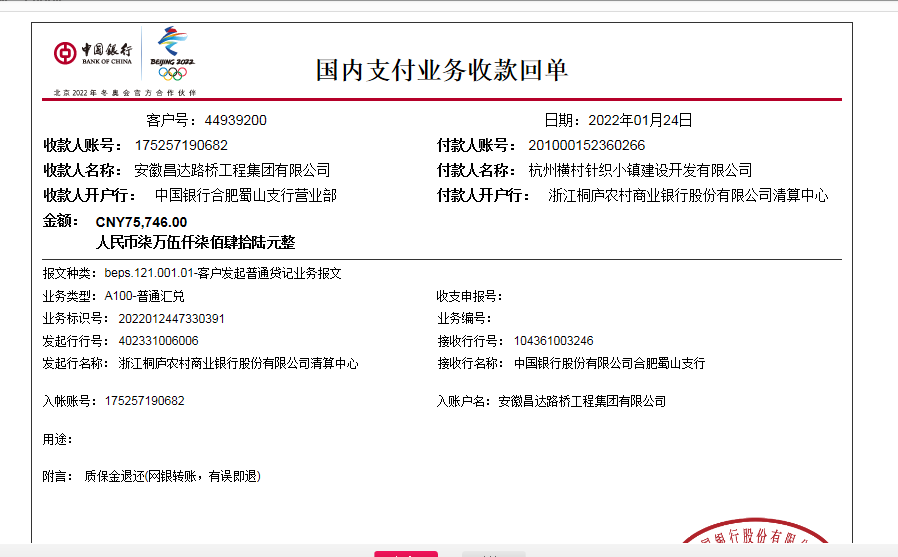 中国银行
BANK OF CHINA
BEIJING 2022
北京2022年冬奥会官方合作伙伴
国内支付业务收款回单
客户号：44939200 日期：2022年01月24日
收款人账号：175257190682 付款人账号：201000152360266
收款人名称：安徽昌达路桥工程集团有限公司 付款人名称：杭州横村针织小镇建设开发有限公司
收款人开户行：中国银行合肥蜀山支行营业部 付款人开户行：浙江桐庐农村商业银行股份有限公司清算中心
金额：CNY75,746.00
人民币柒万伍仟柒佰肆拾陆元整
报文种类：beps.121.001.01-客户发起普通贷记业务报文
业务类型：A100-普通汇兑 收支申报号：
业务标识号：2022012447330391 业务编号：
发起行行号：402331006006 接收行行号：104361003246
发起行名称：浙江桐庐农村商业银行股份有限公司清算中心 接收行名称：中国银行股份有限公司合肥蜀山支行
入帐账号：175257190682 入账户名：安徽昌达路桥工程集团有限公司
用途：
附言：质保金退还(网银转账，有误即退)
银行股份有限